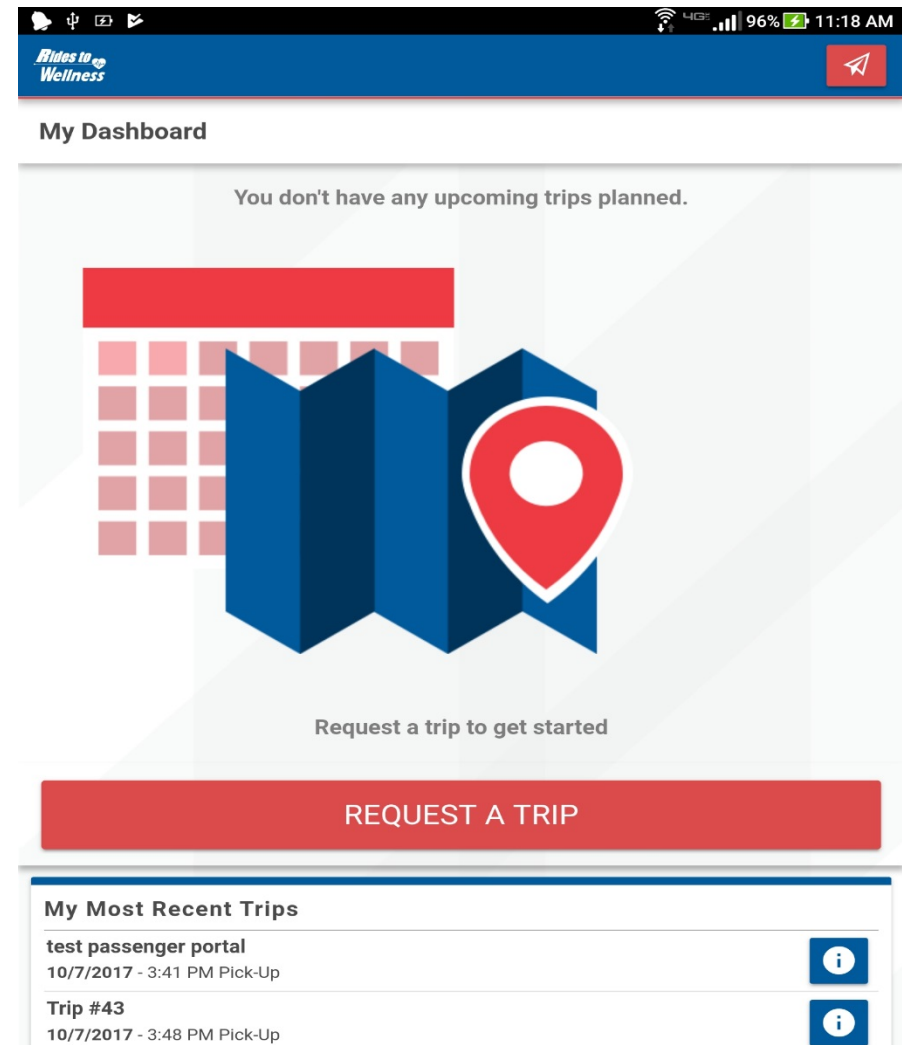 4GE 96% 11:18 AM
Rides to
Wellness
My Dashboard
You don't have any upcoming trips planned.
Request a trip to get started
REQUEST A TRIP
My Most Recent Trips
test passenger portal
10/7/2017 - 3:41 PM Pick-Up
Trip #43
10/7/2017 - 3:48 PM Pick-Up